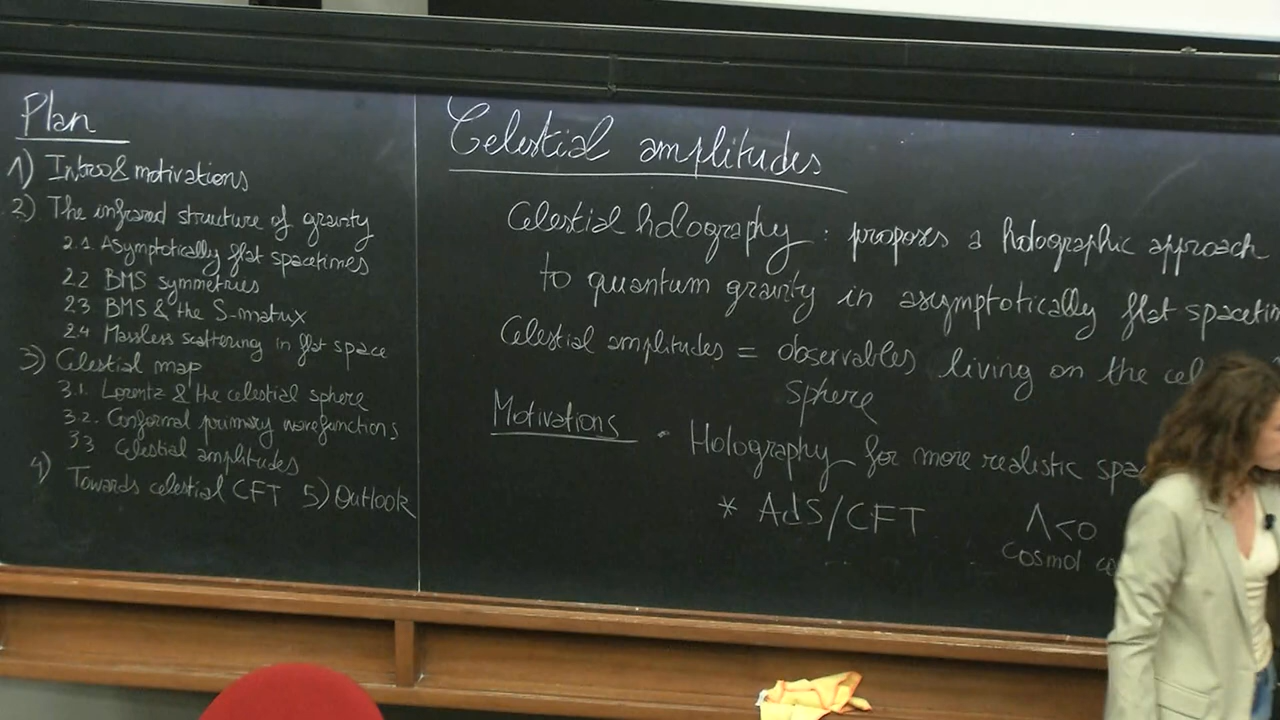 Plan
1) Intro & motivations
2) The infrared structure of gravity
2.1. Asymptotically flat spacetimes
2.2 BMS symmetries
2.3 BMS & the S-matrix
2.4 Massless scattering in flat space
3) Celestial map
3.1. Lorentz & the celestial sphere
3.2. Conformal primary wavefunctions
3.3 Celestial amplitudes
4) Towards celestial CFT 5) Outlook
Celestial amplitudes
Celestial holography : proposes a holographic approach
to quantum gravity in asymptotically flat
Celestial amplitudes = observables living on the
sphere
Motivations • Holography for more realistic
* AdS/CFT Λ<0
cosmol